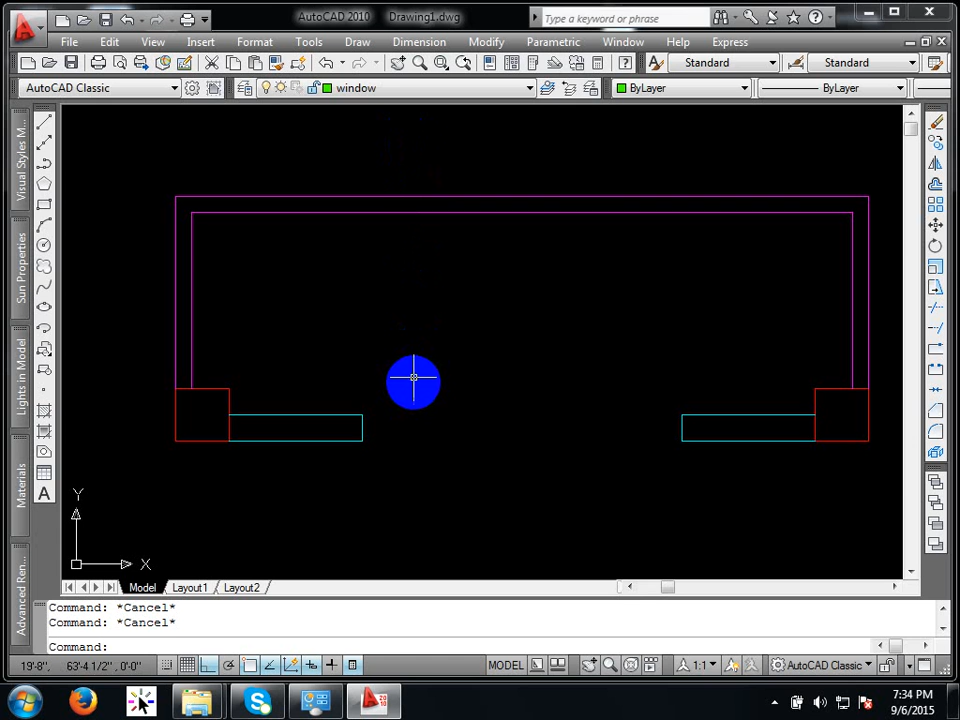 AutoCAD 2010 Drawing1.dwg
Type a keyword or phrase
File Edit View Insert Format Tools Draw Dimension Modify Parametric Window Help Express
Standard Standard
AutoCAD Classic window ByLayer ByLayer
Visual Styles M...
Sun Properties
Lights in Model
Materials
Advanced Ren...
A
Y
X
Model Layout1 Layout2
Command: *Cancel*
Command: *Cancel*
Command:
19'-8", 63'-4 1/2" , 0'-0" MODEL 1:1 AutoCAD Classic
7:34 PM
9/6/2015